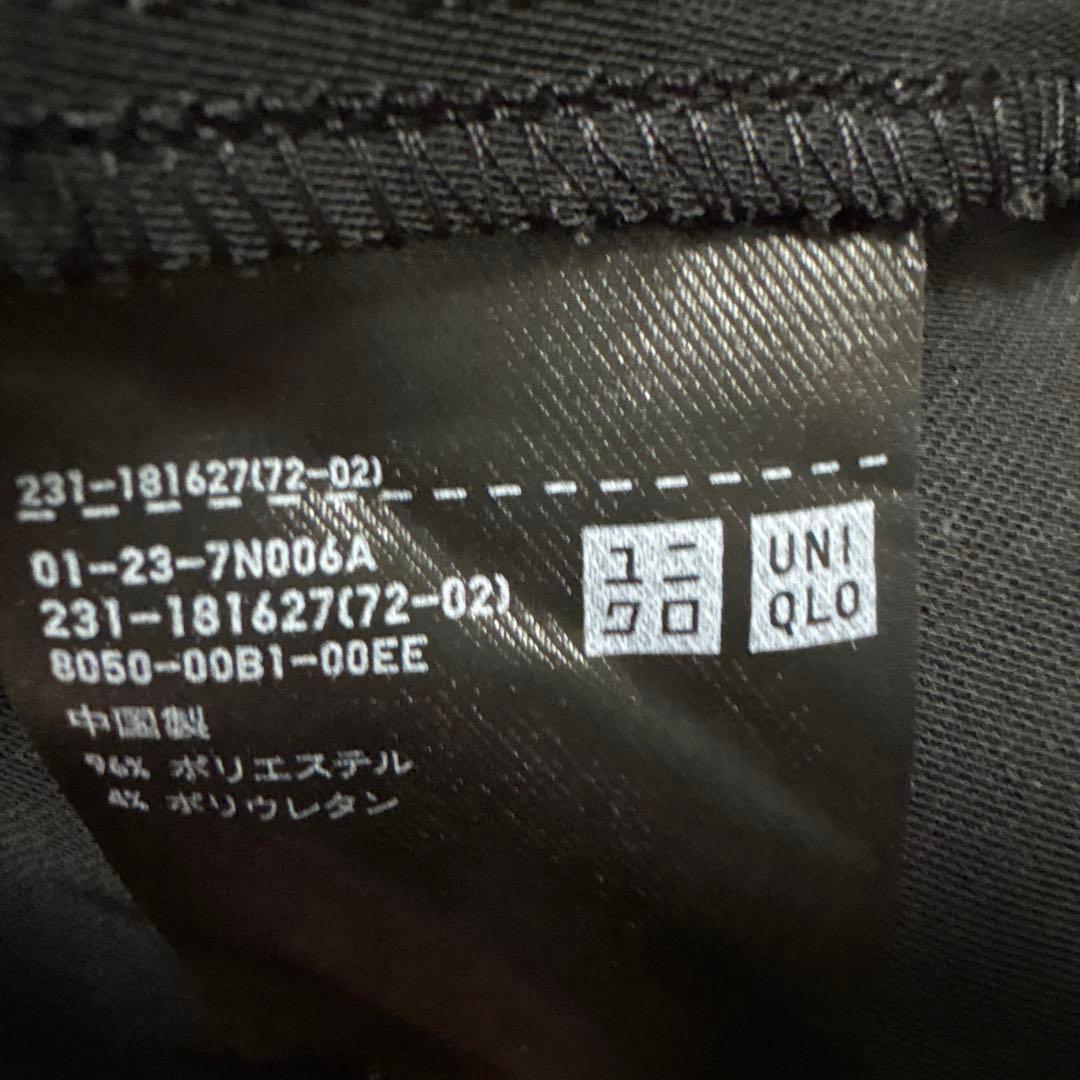 231-181627(72-02)
01-23-7N006A
231-181627(72-02)
8050-00B1-00EE
中国製
96% ポリエステル
4% ポリウレタン
ユニ
クロ
UNI
QLO